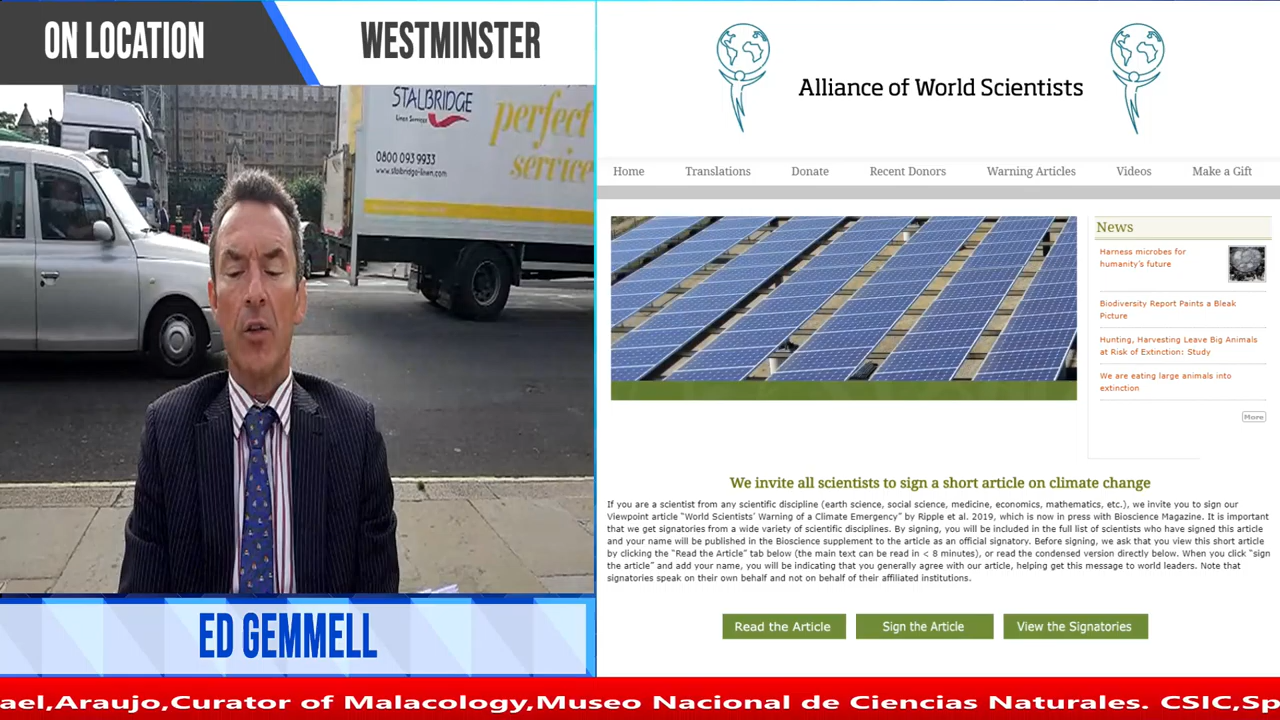 ON LOCATION
WESTMINSTER
STALBRIDGE
Linen Services
perfect
service
0800 093 9933
www.stalbridge-linen.com
ED GEMMELL
Alliance of World Scientists
Home Translations Donate Recent Donors Warning Articles Videos Make a Gift
News
Harness microbes for
humanity's future
Biodiversity Report Paints a Bleak
Picture
Hunting, Harvesting Leave Big Animals
at Risk of Extinction: Study
We are eating large animals into
extinction
More
We invite all scientists to sign a short article on climate change
If you are a scientist from any scientific discipline (earth science, social science, medicine, economics, mathematics, etc.), we invite you to sign our
Viewpoint article "World Scientists' Warning of a Climate Emergency" by Ripple et al. 2019, which is now in press with Bioscience Magazine. It is important
that we get signatories from a wide variety of scientific disciplines. By signing, you will be included in the full list of scientists who have signed this article
and your name will be published in the Bioscience supplement to the article as an official signatory. Before signing, we ask that you view this short article
by clicking the "Read the Article" tab below (the main text can be read in < 8 minutes), or read the condensed version directly below. When you click "sign
the article" and add your name, you will be indicating that you generally agree with our article, helping get this message to world leaders. Note that
signatories speak on their own behalf and not on behalf of their affiliated institutions.
Read the Article Sign the Article View the Signatories
ael,Araujo,Curator of Malacology,Museo Nacional de Ciencias Naturales. CSIC,Sp